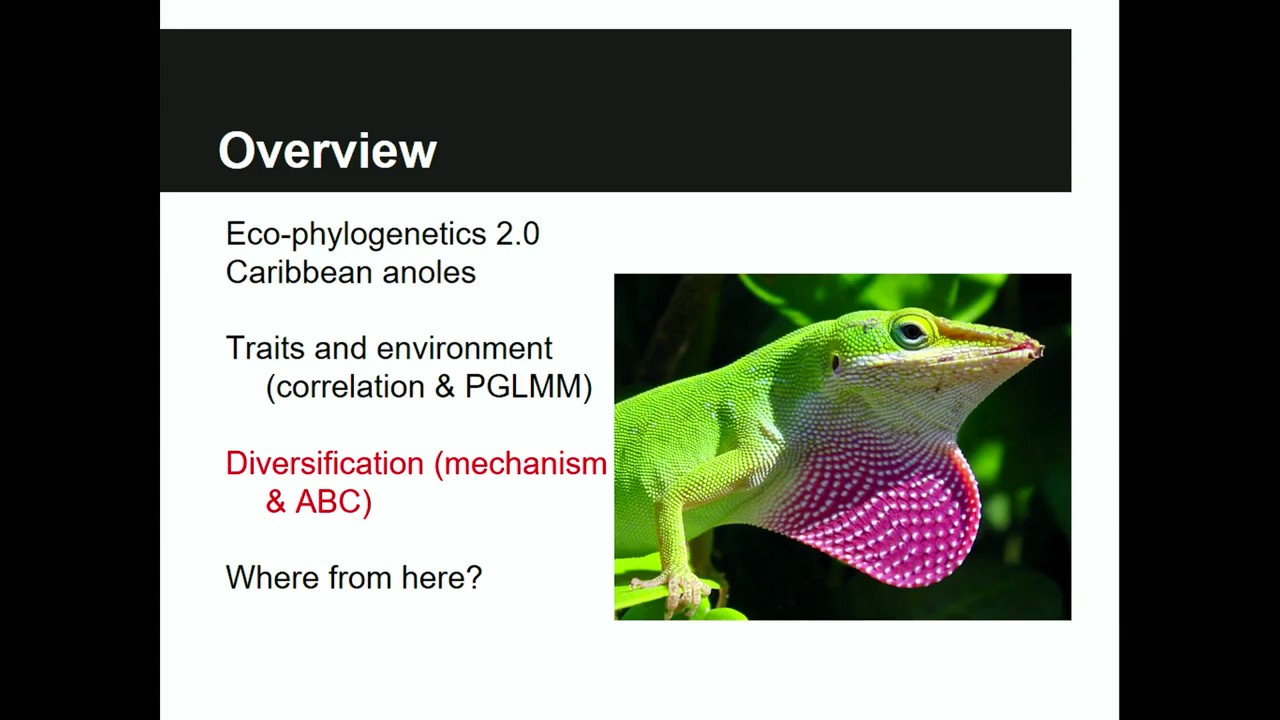 Overview
Eco-phylogenetics 2.0
Caribbean anoles
Traits and environment
(correlation & PGLMM)
Diversification (mechanism
& ABC)
Where from here?